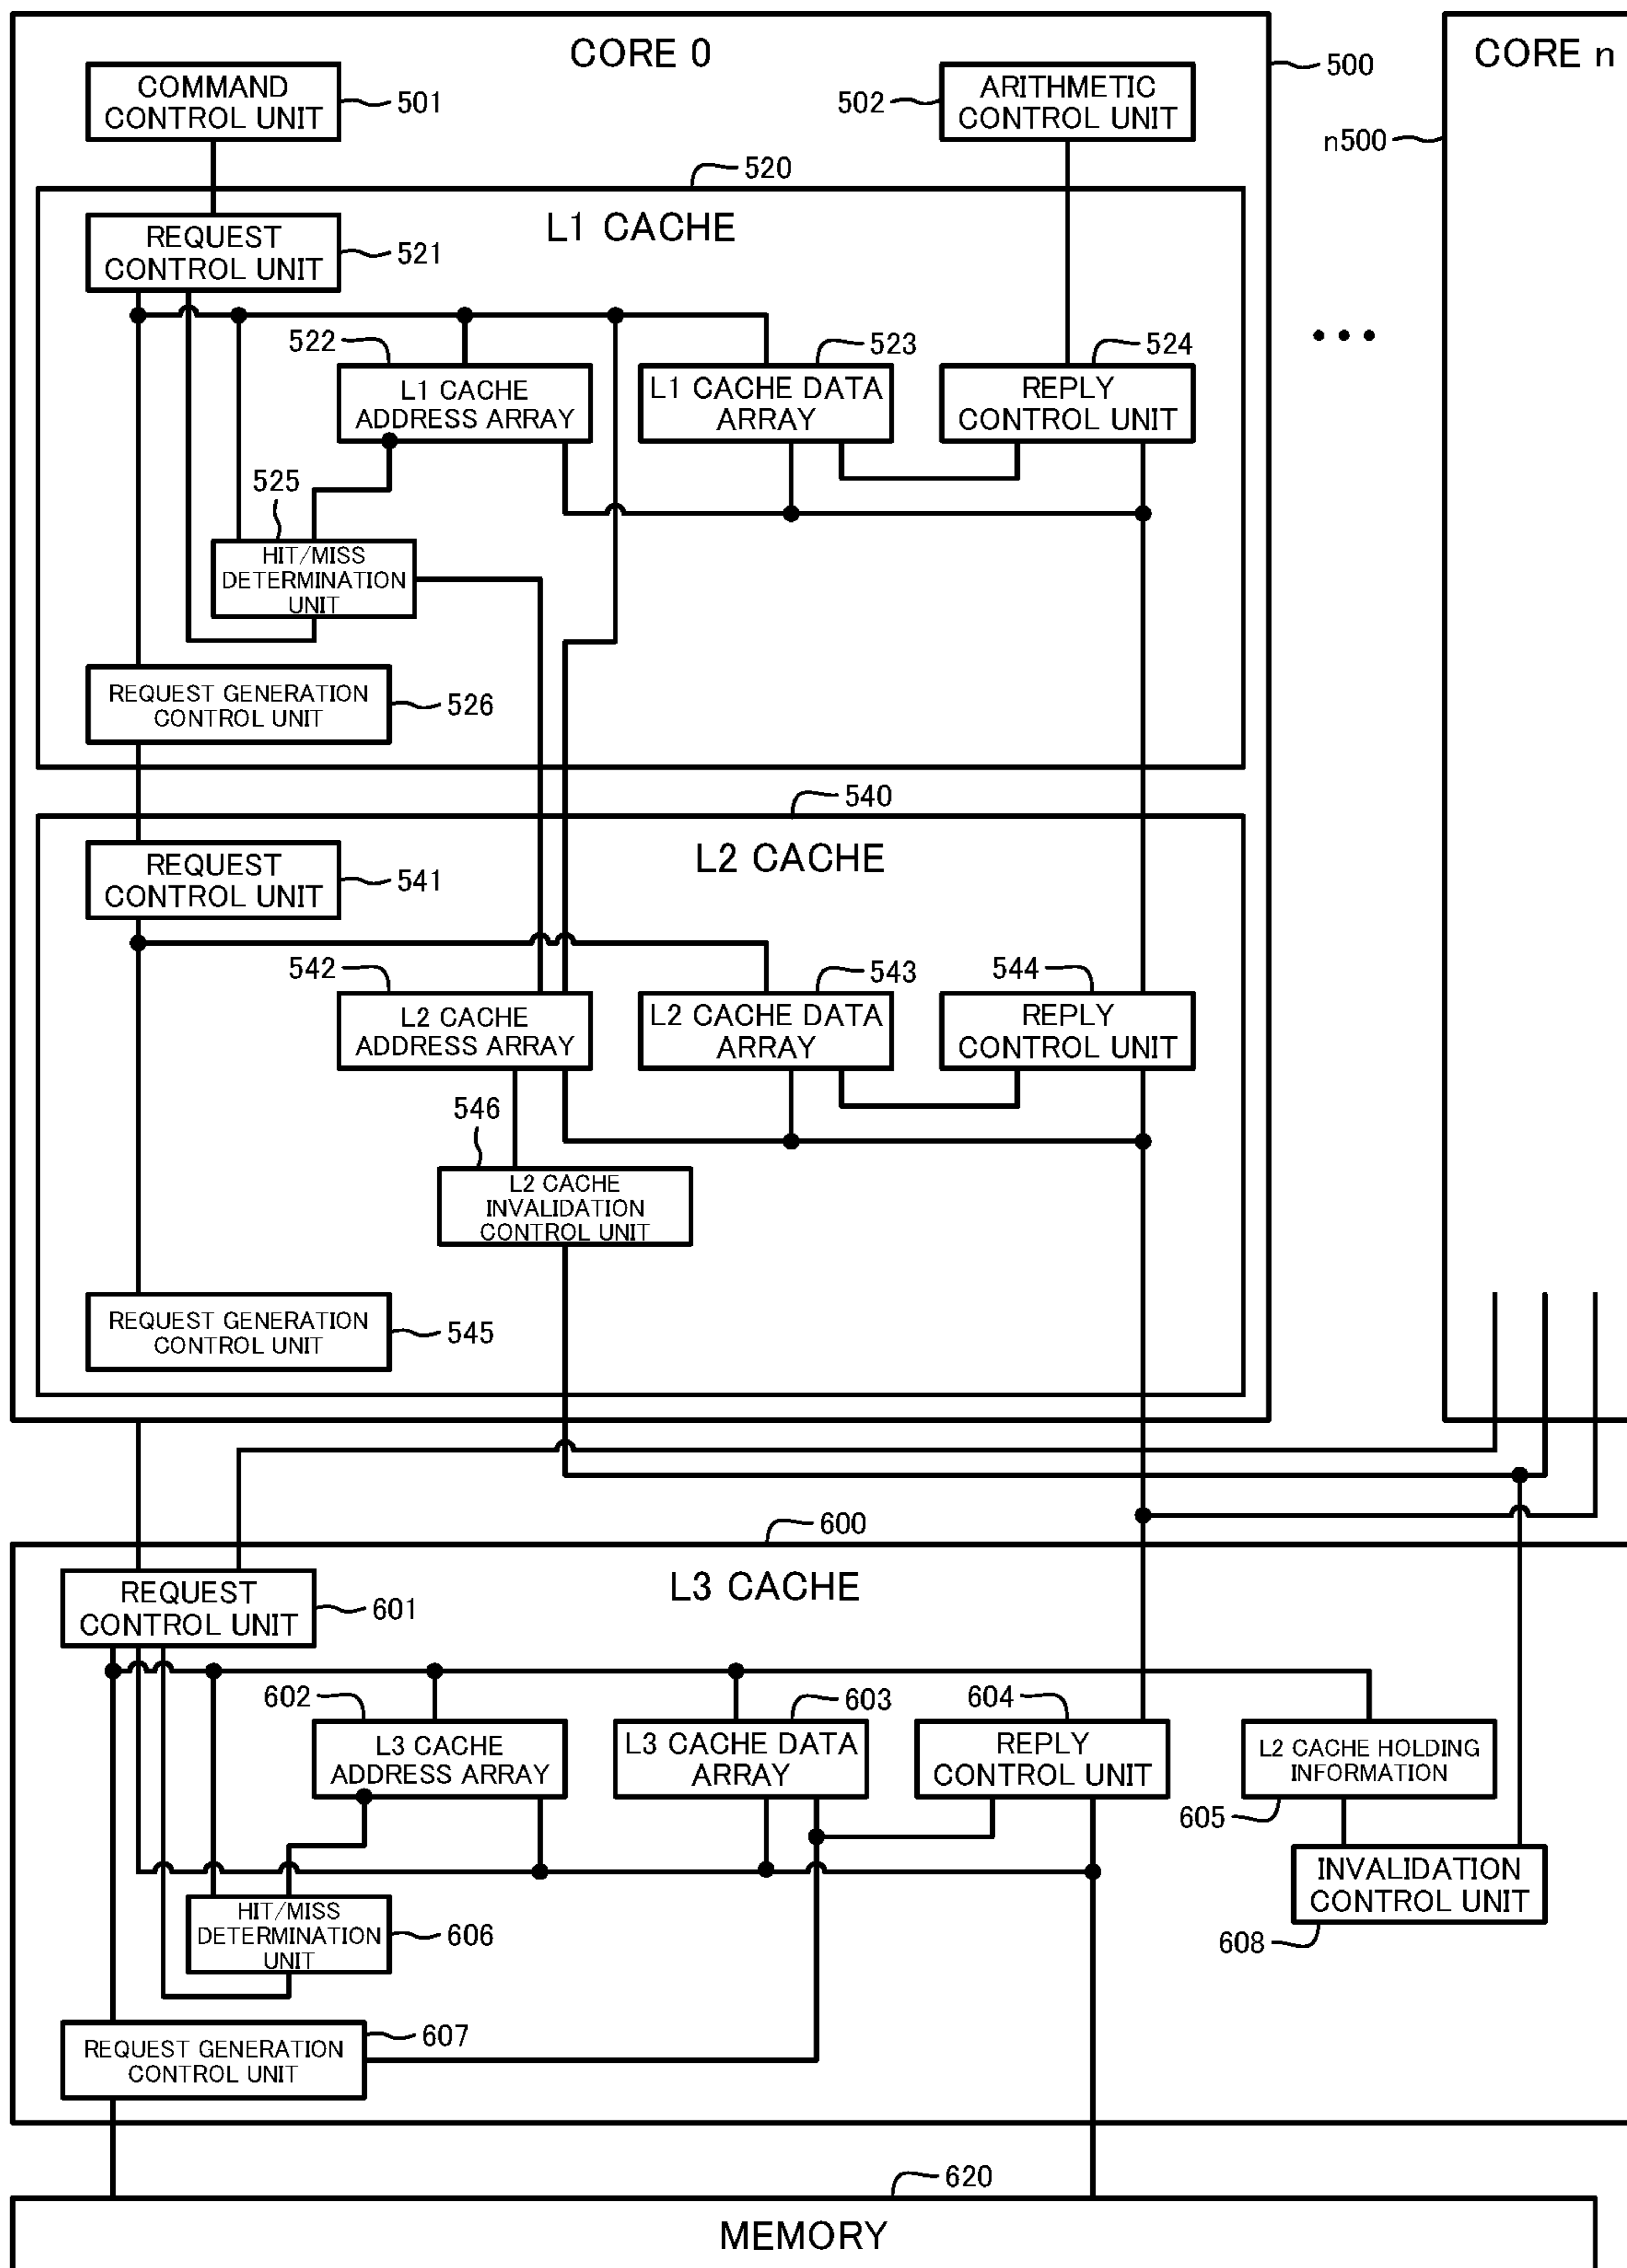 CORE 0
CORE n
500
n500
COMMAND
CONTROL UNIT
501
502
ARITHMETIC
CONTROL UNIT
520
L1 CACHE
REQUEST
CONTROL UNIT
521
522
L1 CACHE
ADDRESS ARRAY
523
L1 CACHE DATA
ARRAY
524
REPLY
CONTROL UNIT
525
HIT/MISS
DETERMINATION
UNIT
REQUEST GENERATION
CONTROL UNIT
526
540
L2 CACHE
REQUEST
CONTROL UNIT
541
542
L2 CACHE
ADDRESS ARRAY
543
L2 CACHE DATA
ARRAY
544
REPLY
CONTROL UNIT
546
L2 CACHE
INVALIDATION
CONTROL UNIT
REQUEST GENERATION
CONTROL UNIT
545
600
L3 CACHE
REQUEST
CONTROL UNIT
601
602
L3 CACHE
ADDRESS ARRAY
603
L3 CACHE DATA
ARRAY
604
REPLY
CONTROL UNIT
L2 CACHE HOLDING
INFORMATION
605
INVALIDATION
CONTROL UNIT
608
HIT/MISS
DETERMINATION
UNIT
606
REQUEST GENERATION
CONTROL UNIT
607
620
MEMORY